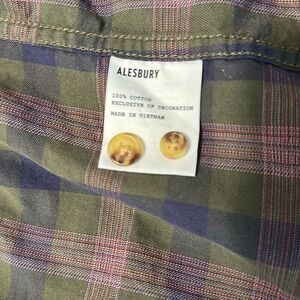 ALESBURY
100% COTTON
EXCLUSIVE OF DECORATION
MADE IN VIETNAM